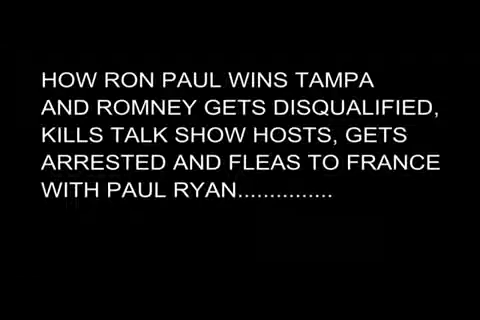 HOW RON PAUL WINS TAMPA
AND ROMNEY GETS DISQUALIFIED,
KILLS TALK SHOW HOSTS, GETS
ARRESTED AND FLEAS TO FRANCE
WITH PAUL RYAN...............